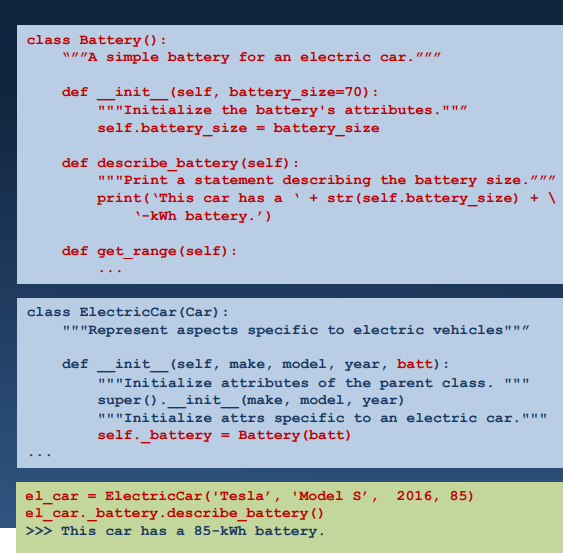 class Battery():
    “””A simple battery for an electric car.”””
    def __init__(self, battery_size=70):
        """Initialize the battery's attributes.""”
        self.battery_size = battery_size
    def describe_battery(self):
        """Print a statement describing the battery size.”””
        print(‘This car has a ‘ + str(self.battery_size) + \
            ‘-kWh battery.’)
    def get_range(self):
        ...
class ElectricCar(Car):
    """Represent aspects specific to electric vehicles""”
    def __init__(self, make, model, year, batt):
        """Initialize attributes of the parent class. """
        super().__init__(make, model, year)
        """Initialize attrs specific to an electric car."""
        self._battery = Battery(batt)
...
el_car = ElectricCar('Tesla’, 'Model S’,  2016, 85)
el_car._battery.describe_battery()
>>> This car has a 85-kWh battery.